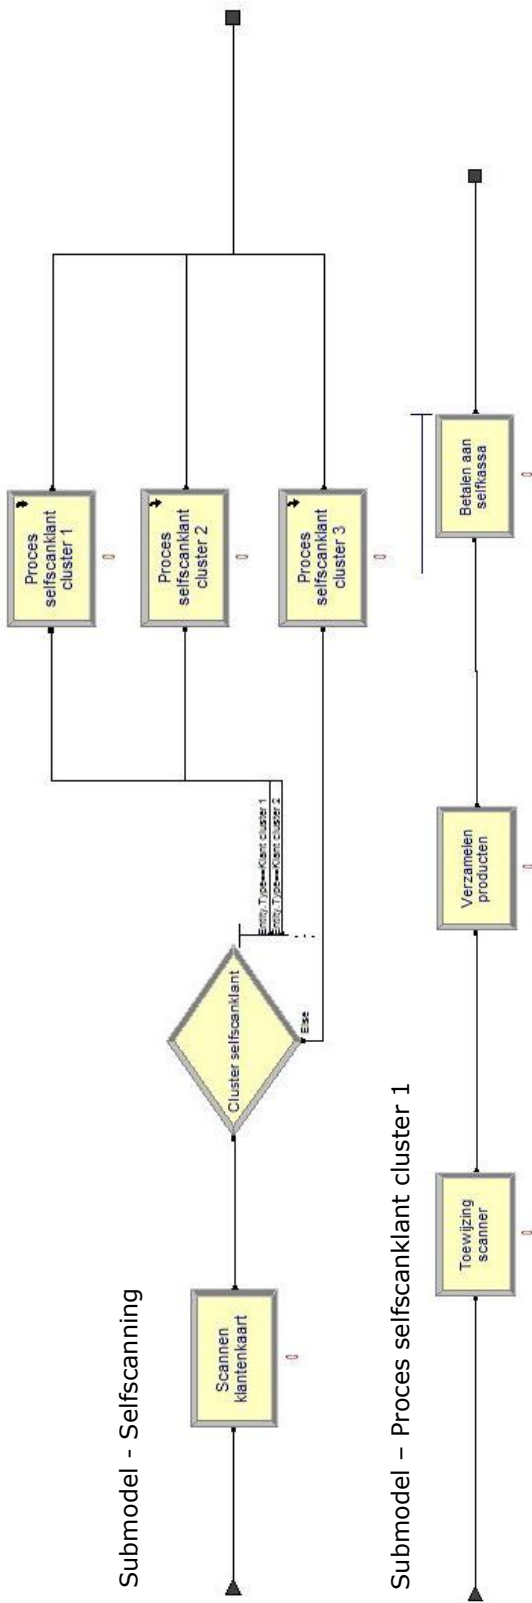 Submodel - Selfscanning
Scannen
klantenkaart
0
Cluster selfscanklant
Entity.Type==Klant cluster 1
Entity.Type==Klant cluster 2
Else
Proces
selfscanklant
cluster 1
0
Proces
selfscanklant
cluster 2
0
Proces
selfscanklant
cluster 3
0
Submodel – Proces selfscanklant cluster 1
Toewijzing
scanner
0
Verzamelen
producten
0
Betalen aan
selfkassa
0